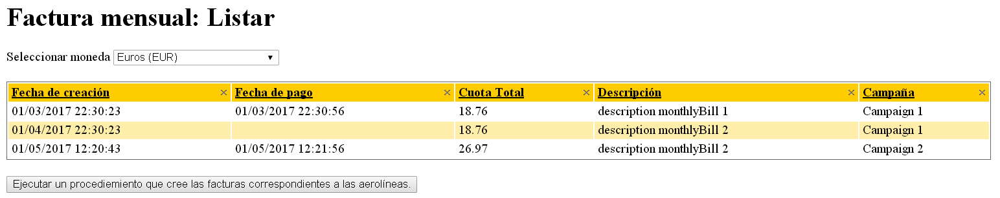 Factura mensual: Listar
Seleccionar moneda Euros (EUR)
Fecha de creación Fecha de pago Cuota Total Descripción Campaña
01/03/2017 22:30:23 01/03/2017 22:30:56 18.76 description monthlyBill 1 Campaign 1
01/04/2017 22:30:23 18.76 description monthlyBill 2 Campaign 1
01/05/2017 12:20:43 01/05/2017 12:21:56 26.97 description monthlyBill 2 Campaign 2
Ejecutar un procediemiento que cree las facturas correspondientes a las aerolíneas.